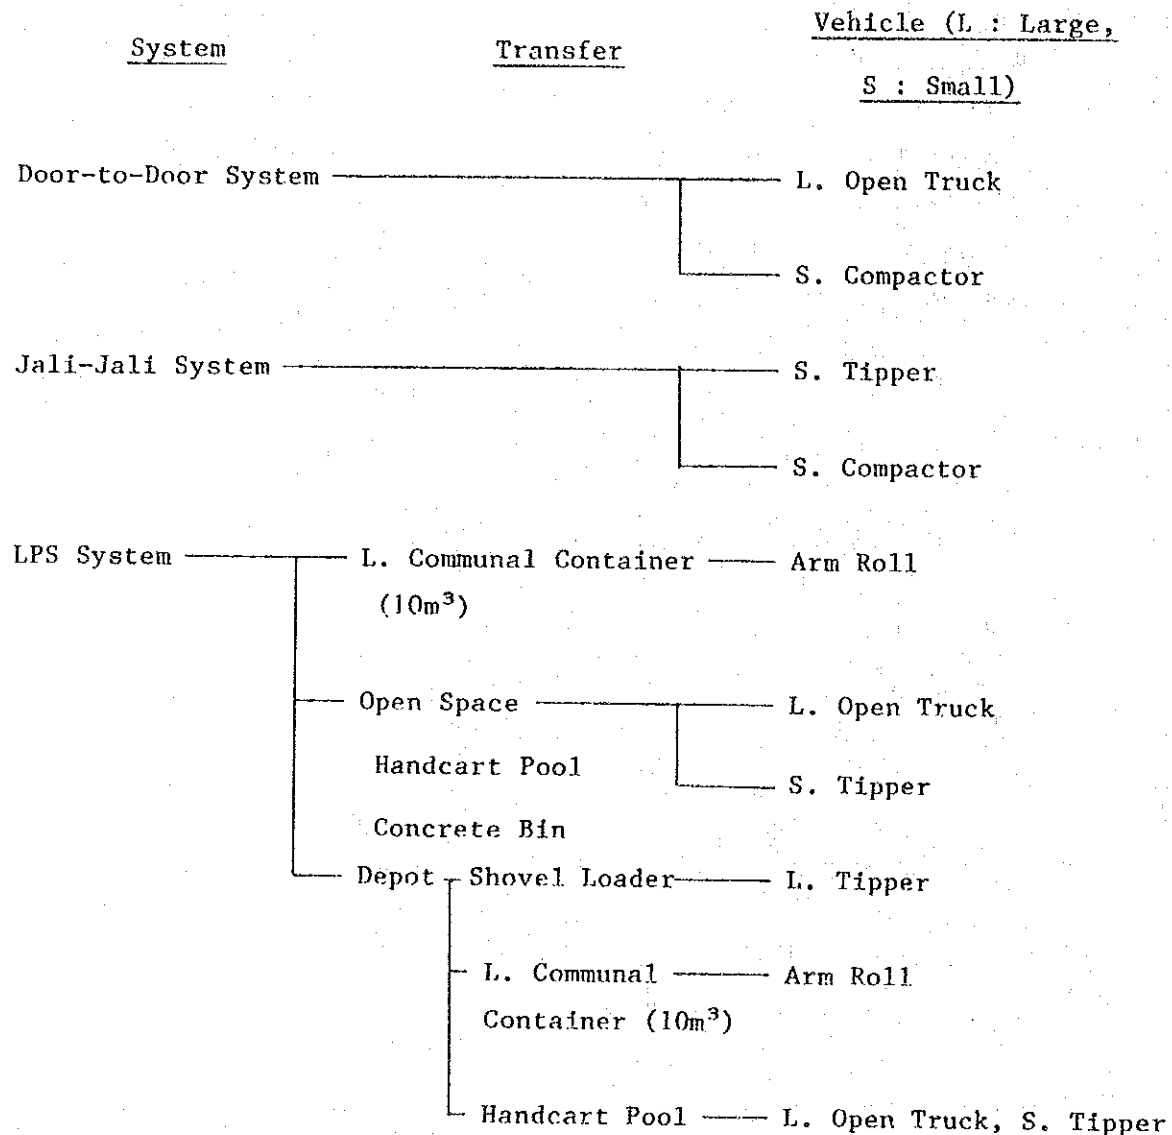 System Transfer Vehicle (L : Large,
S : Small)
Door-to-Door System L. Open Truck
S. Compactor
Jali-Jali System S. Tipper
S. Compactor
LPS System L. Communal Container Arm Roll
(10m³)
Open Space L. Open Truck
Handcart Pool S. Tipper
Concrete Bin
Depot Shovel Loader L. Tipper
L. Communal Arm Roll
Container (10m³)
Handcart Pool L. Open Truck, S. Tipper